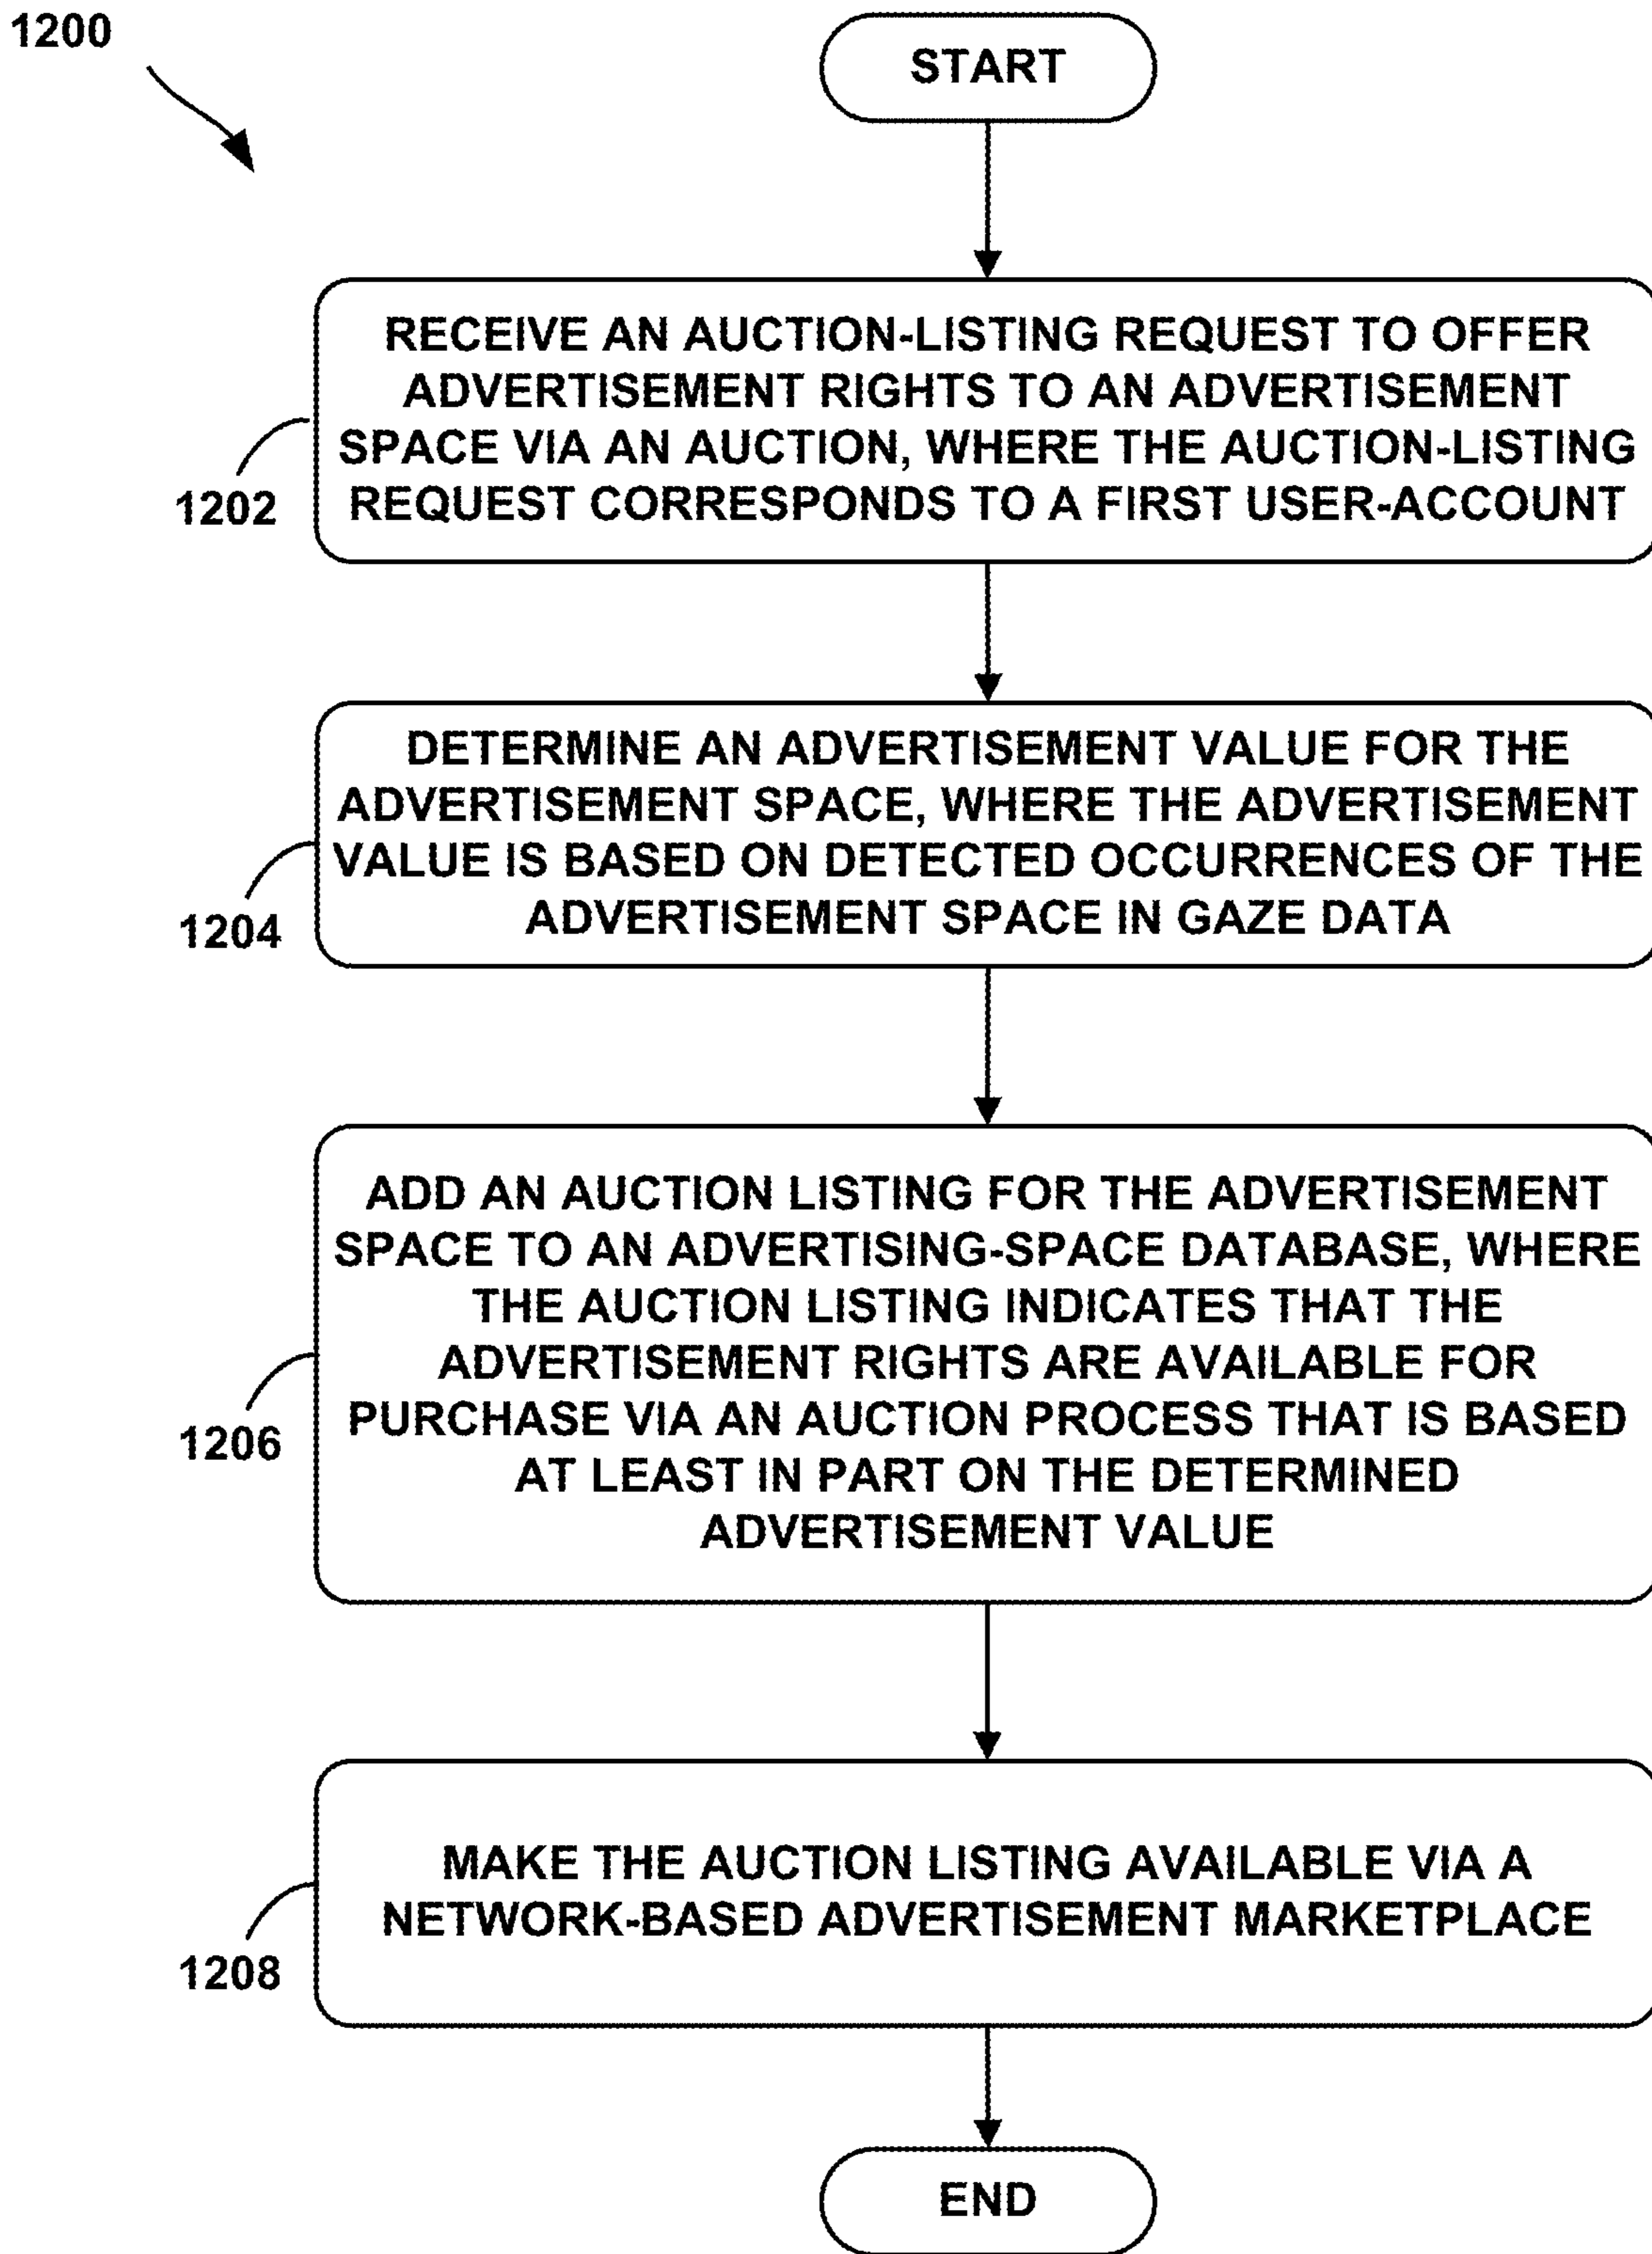 1200
START
RECEIVE AN AUCTION-LISTING REQUEST TO OFFER
ADVERTISEMENT RIGHTS TO AN ADVERTISEMENT
SPACE VIA AN AUCTION, WHERE THE AUCTION-LISTING
REQUEST CORRESPONDS TO A FIRST USER-ACCOUNT
1202
DETERMINE AN ADVERTISEMENT VALUE FOR THE
ADVERTISEMENT SPACE, WHERE THE ADVERTISEMENT
VALUE IS BASED ON DETECTED OCCURRENCES OF THE
ADVERTISEMENT SPACE IN GAZE DATA
1204
ADD AN AUCTION LISTING FOR THE ADVERTISEMENT
SPACE TO AN ADVERTISING-SPACE DATABASE, WHERE
THE AUCTION LISTING INDICATES THAT THE
ADVERTISEMENT RIGHTS ARE AVAILABLE FOR
PURCHASE VIA AN AUCTION PROCESS THAT IS BASED
AT LEAST IN PART ON THE DETERMINED
ADVERTISEMENT VALUE
1206
MAKE THE AUCTION LISTING AVAILABLE VIA A
NETWORK-BASED ADVERTISEMENT MARKETPLACE
1208
END